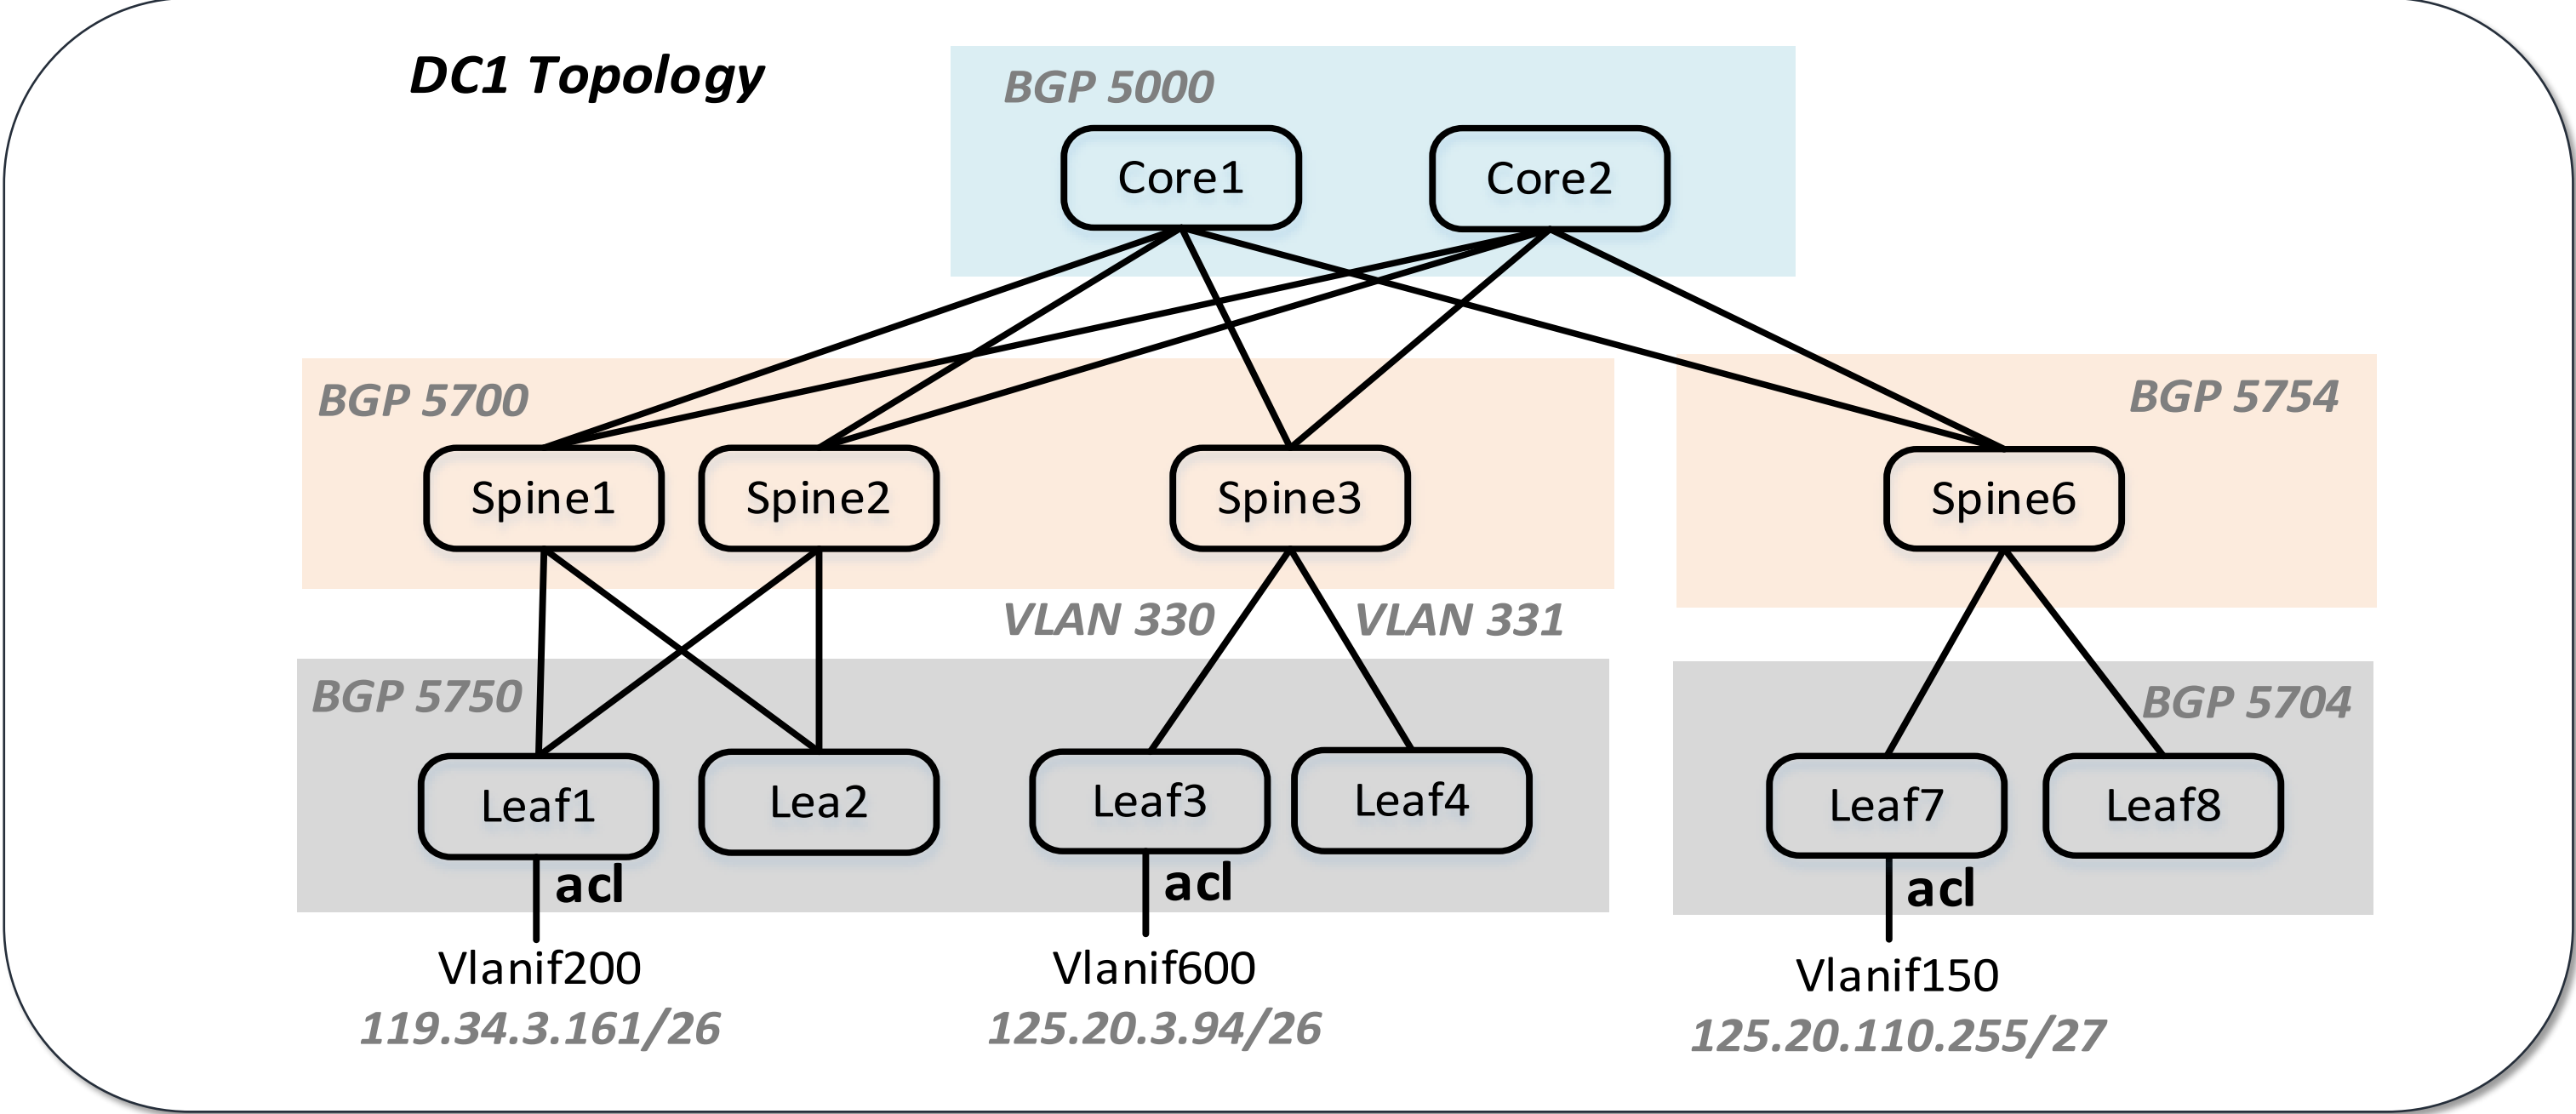 DC1 Topology
BGP 5000
Core1
Core2
BGP 5700
BGP 5754
Spine1
Spine2
Spine3
Spine6
VLAN 330
VLAN 331
BGP 5750
BGP 5704
Leaf1
Lea2
Leaf3
Leaf4
Leaf7
Leaf8
acl
acl
acl
Vlanif200
Vlanif600
Vlanif150
119.34.3.161/26
125.20.3.94/26
125.20.110.255/27